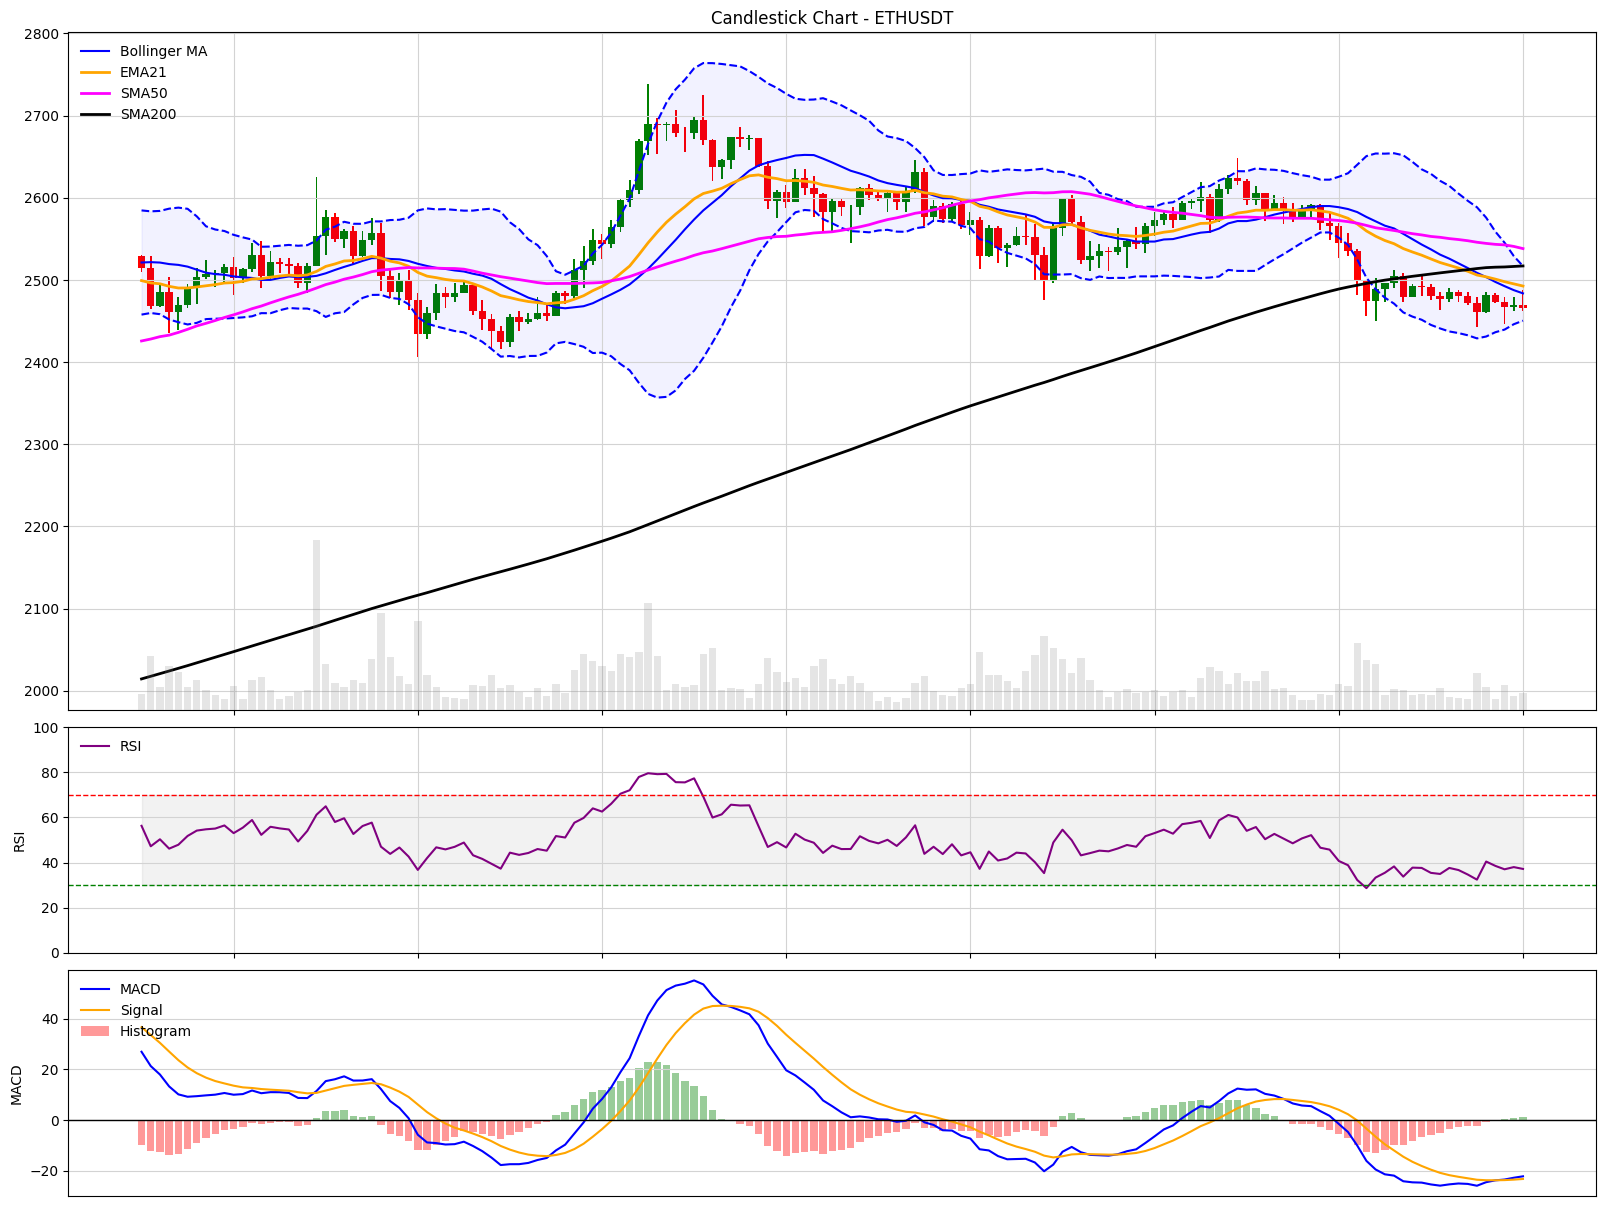 Candlestick Chart - ETHUSDT
2800
2700
2600
2500
2400
2300
2200
2100
2000
Bollinger MA
EMA21
SMA50
SMA200
100
80
60
40
20
0
RSI
RSI
40
20
0
−20
MACD
MACD
Signal
Histogram